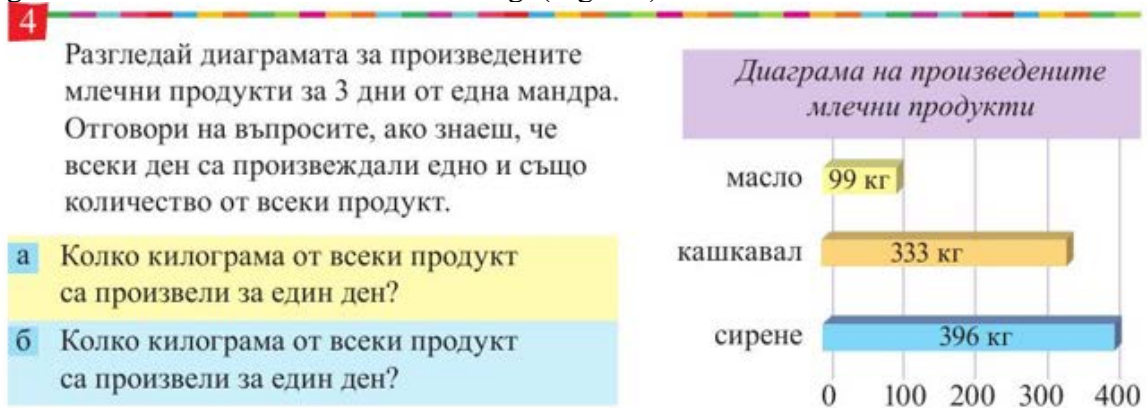 4
Разгледай диаграмата за произведените
млечни продукти за 3 дни от една мандра.
Отговори на въпросите, ако знаеш, че
всеки ден са произвеждали едно и също
количество от всеки продукт.
а Колко килограма от всеки продукт
са произвели за един ден?
б Колко килограма от всеки продукт
са произвели за един ден?
Диаграма на произведените
млечни продукти
масло 99 кг
кашкавал 333 кг
сирене 396 кг
0 100 200 300 400